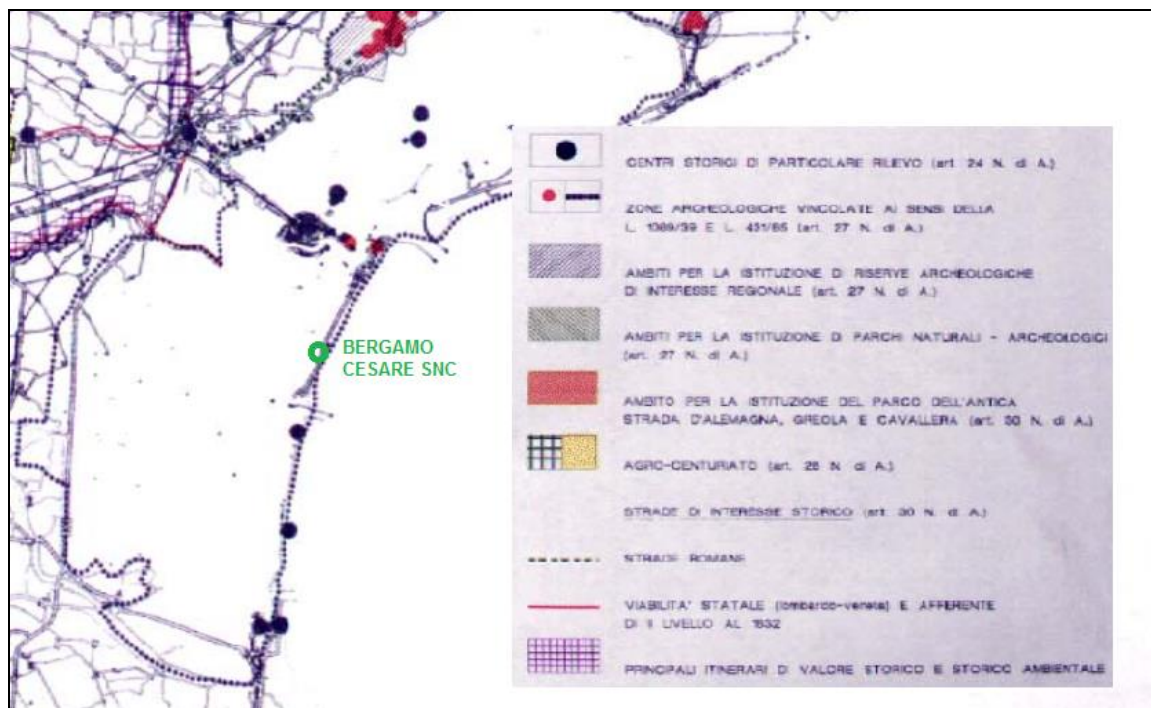 BERGAMO
CESARE SNC
CENTRI STORICI DI PARTICOLARE RILEVO (art. 24 N. di A.)
ZONE ARCHEOLOGICHE VINCOLATE AI SENSI DELLA
L. 1089/39 E L. 431/85 (art. 27 N. di A.)
AMBITI PER LA ISTITUZIONE DI RISERVE ARCHEOLOGICHE
DI INTERESSE REGIONALE (art. 27 N. di A.)
AMBITI PER LA ISTITUZIONE DI PARCHI NATURALI - ARCHEOLOGICI
(art. 27 N. di A.)
AMBITO PER LA ISTITUZIONE DEL PARCO DELL'ANTICA
STRADA D'ALEMAGNA, GREOLA E CAVALLERA (art. 30 N. di A.)
AGRO-CENTURIATO (art. 28 N. di A.)
STRADE DI INTERESSE STORICO (art. 30 N. di A.)
STRADE ROMANE
VIABILITA' STATALE (lombardo-veneta) E AFFERENTE
DI II LIVELLO AL 1832
PRINCIPALI ITINERARI DI VALORE STORICO E STORICO AMBIENTALE